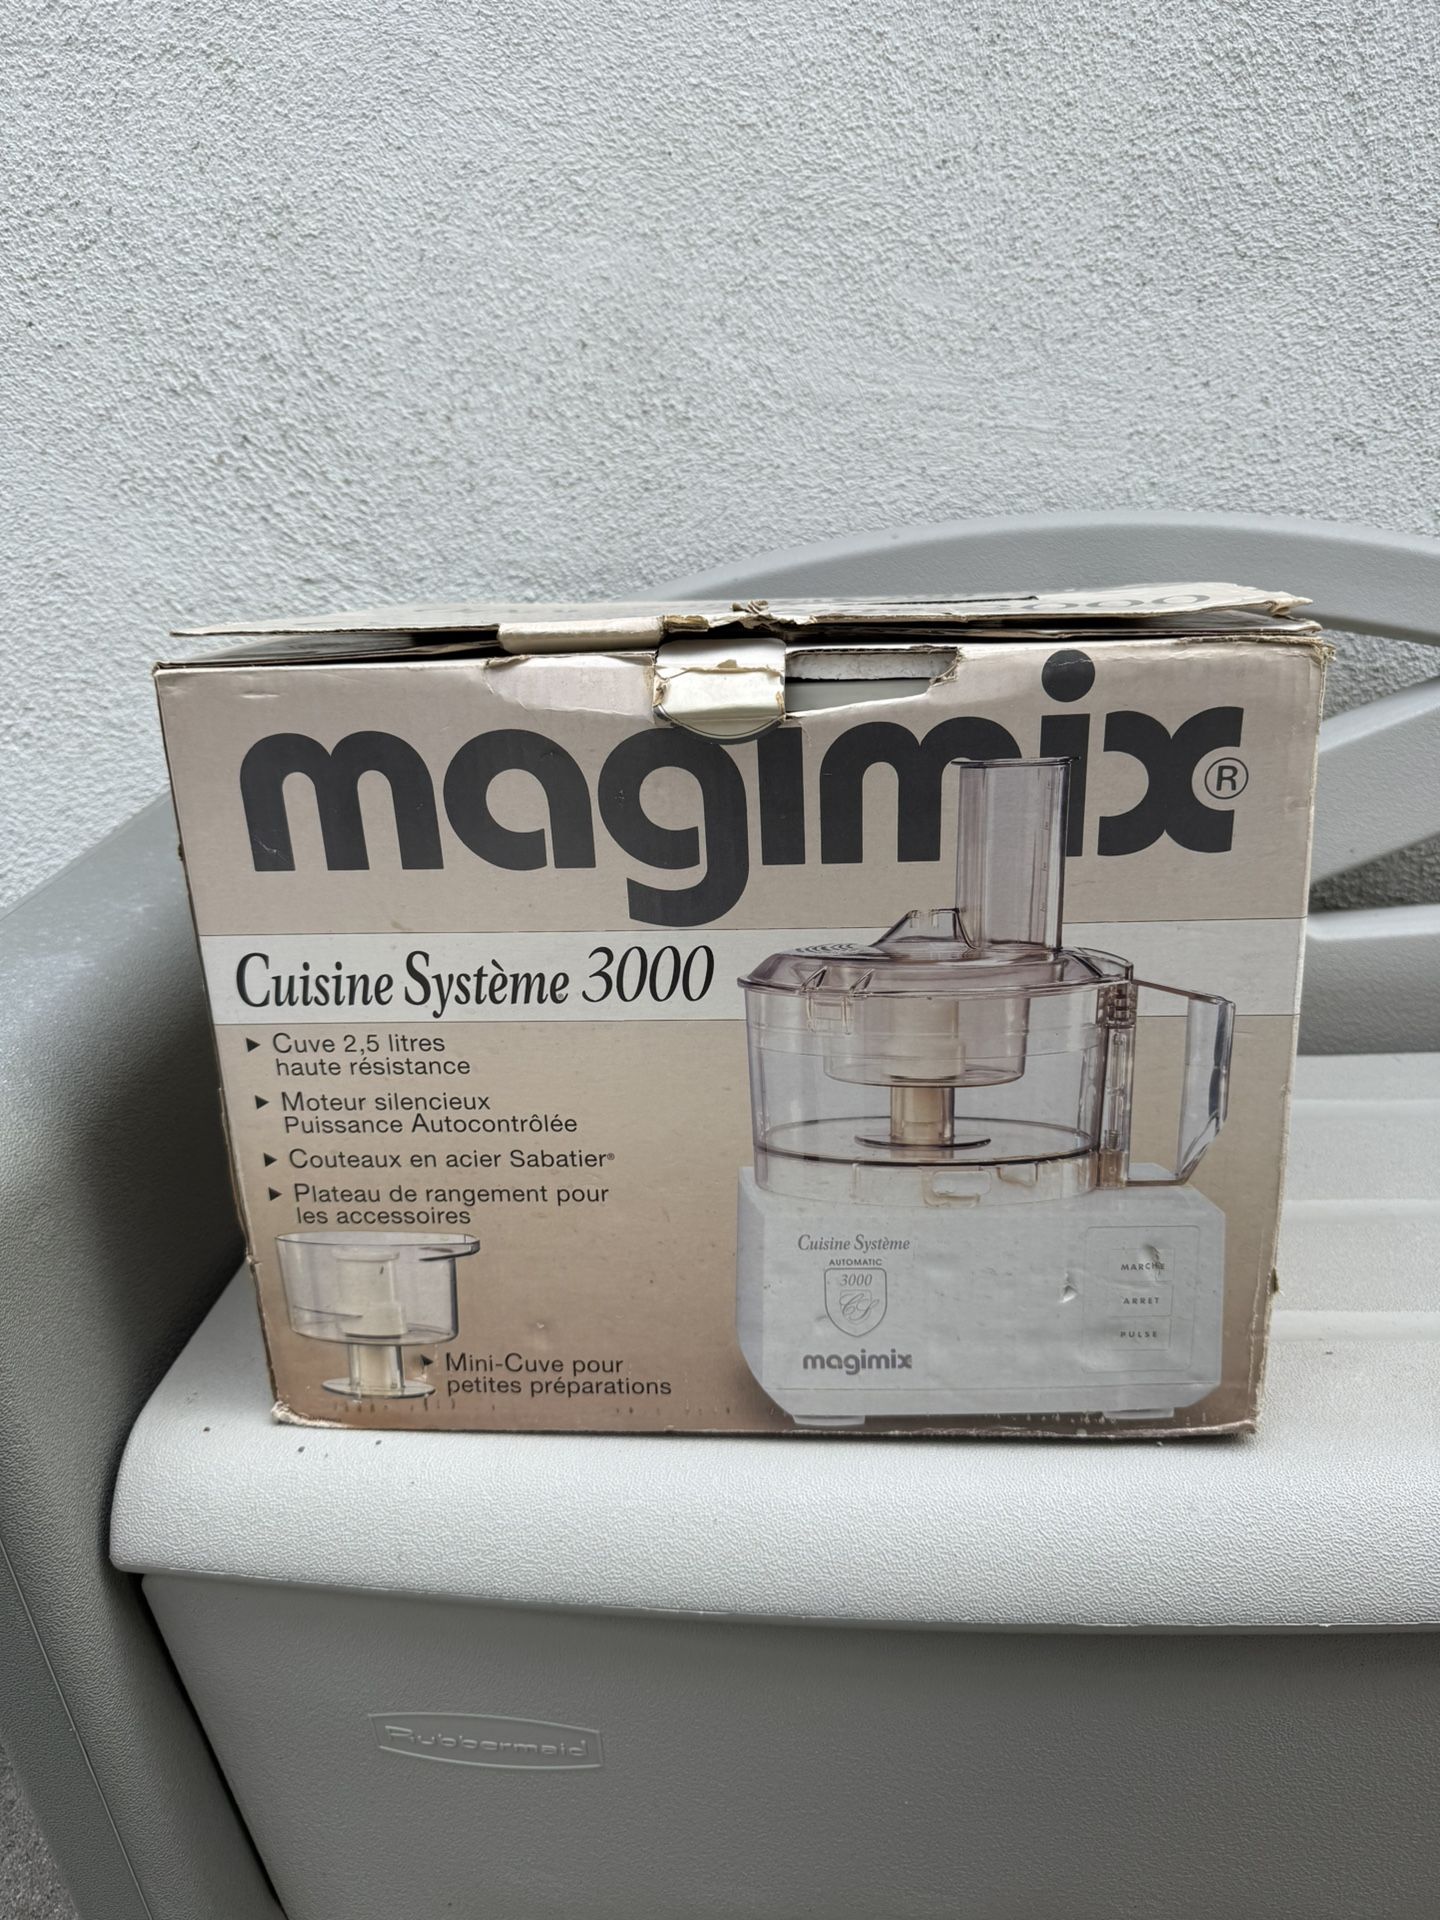 3000
magimix®
Cuisine Système 3000
▶ Cuve 2,5 litres
haute résistance
▶ Moteur silencieux
Puissance Autocontrôlée
▶ Couteaux en acier Sabatier®
▶ Plateau de rangement pour
les accessoires
▶ Mini-Cuve pour
petites préparations
Cuisine Système
AUTOMATIC
3000
CS
magimix
MARCHE
ARRET
PULSE
Rubbermaid